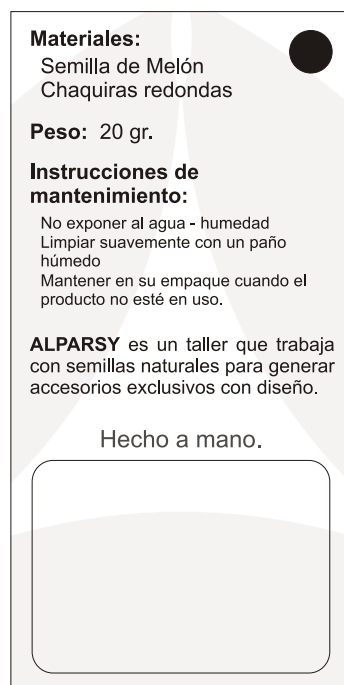 Materiales:
Semilla de Melón
Chaquiras redondas
Peso: 20 gr.
Instrucciones de
mantenimiento:
No exponer al agua - humedad
Limpiar suavemente con un paño
húmedo
Mantener en su empaque cuando el
producto no esté en uso.
ALPARSY es un taller que trabaja
con semillas naturales para generar
accesorios exclusivos con diseño.
Hecho a mano.